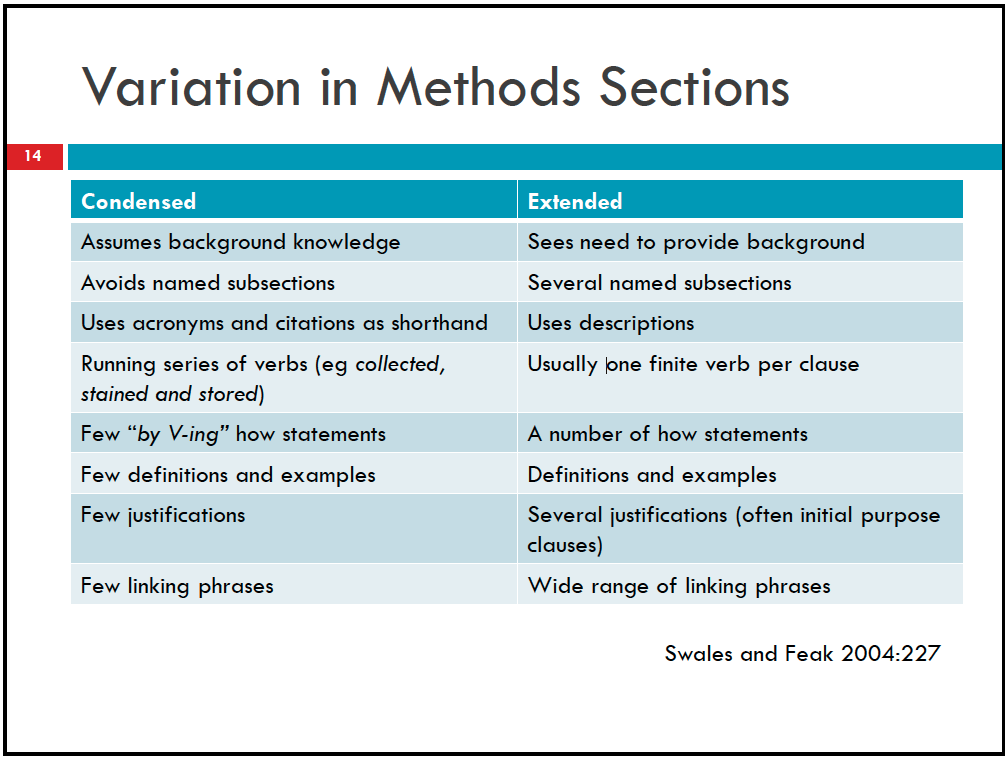 Variation in Methods Sections
14
Condensed
Extended
Assumes background knowledge
Sees need to provide background
Avoids named subsections
Several named subsections
Uses acronyms and citations as shorthand
Uses descriptions
Running series of verbs (eg collected,
stained and stored)
Usually one finite verb per clause
Few “by V-ing” how statements
A number of how statements
Few definitions and examples
Definitions and examples
Few justifications
Several justifications (often initial purpose
clauses)
Few linking phrases
Wide range of linking phrases
Swales and Feak 2004:227